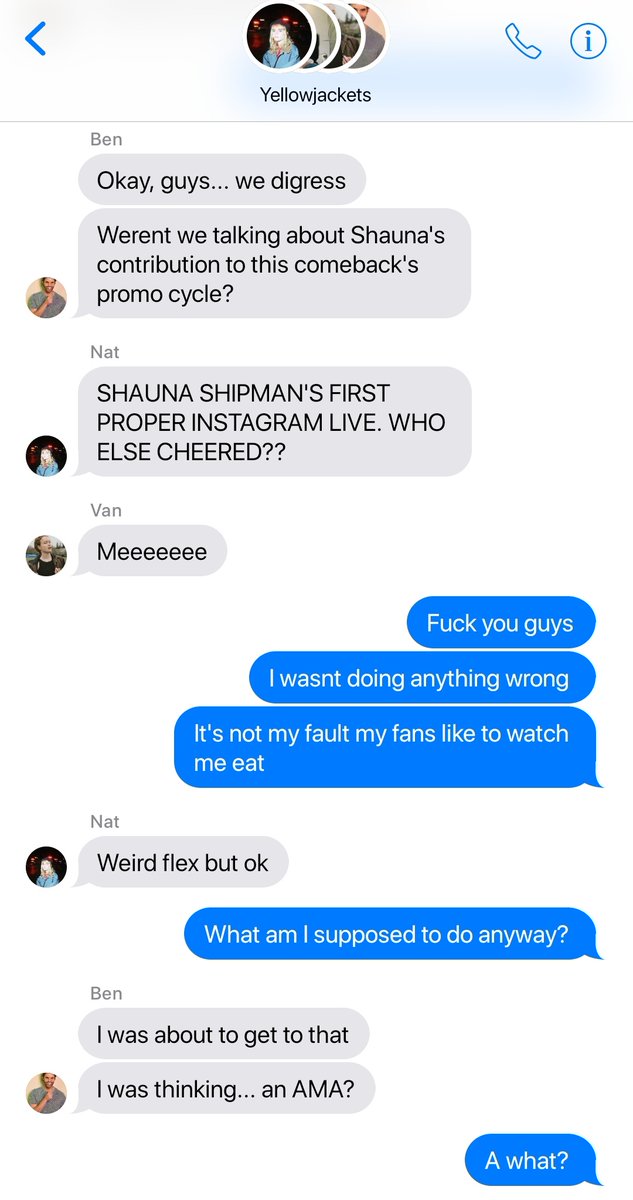 Yellowjackets
Ben
Okay, guys... we digress
Werent we talking about Shauna's
contribution to this comeback's
promo cycle?
Nat
SHAUNA SHIPMAN'S FIRST
PROPER INSTAGRAM LIVE. WHO
ELSE CHEERED??
Van
Meeeeeee
Fuck you guys
I wasnt doing anything wrong
It's not my fault my fans like to watch
me eat
Nat
Weird flex but ok
What am I supposed to do anyway?
Ben
I was about to get to that
I was thinking... an AMA?
A what?